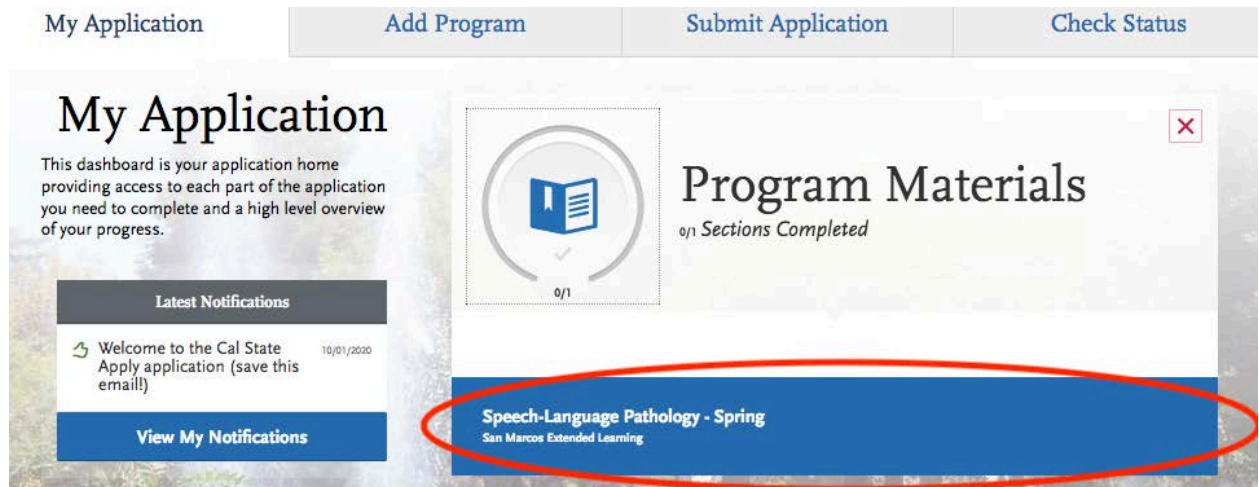 My Application
Add Program
Submit Application
Check Status
My Application
This dashboard is your application home
providing access to each part of the application
you need to complete and a high level overview
of your progress.
Latest Notifications
Welcome to the Cal State
Apply application (save this
email!)
10/01/2020
View My Notifications
0/1
Program Materials
0/1 Sections Completed
Speech-Language Pathology - Spring
San Marcos Extended Learning